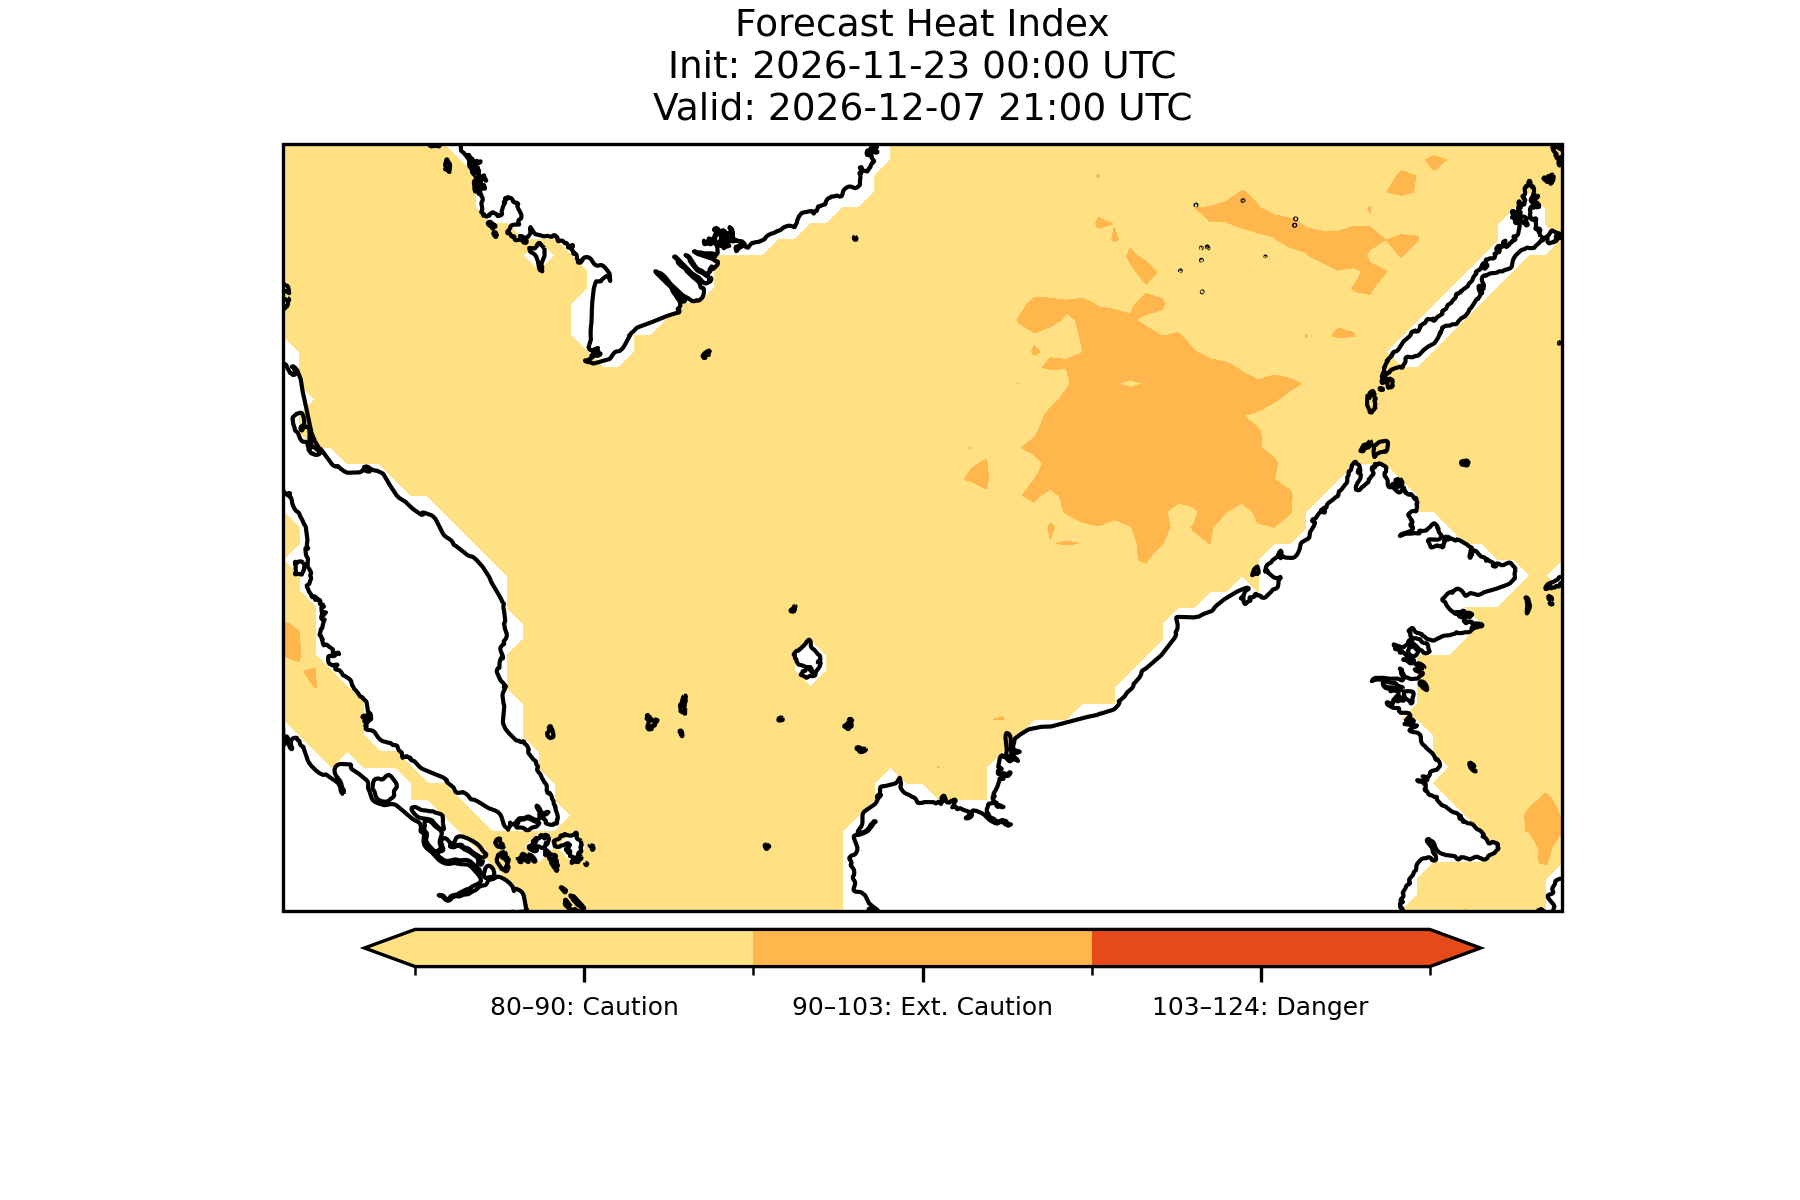 Forecast Heat Index
Init: 2026-11-23 00:00 UTC
Valid: 2026-12-07 21:00 UTC
80–90: Caution
90–103: Ext. Caution
103–124: Danger